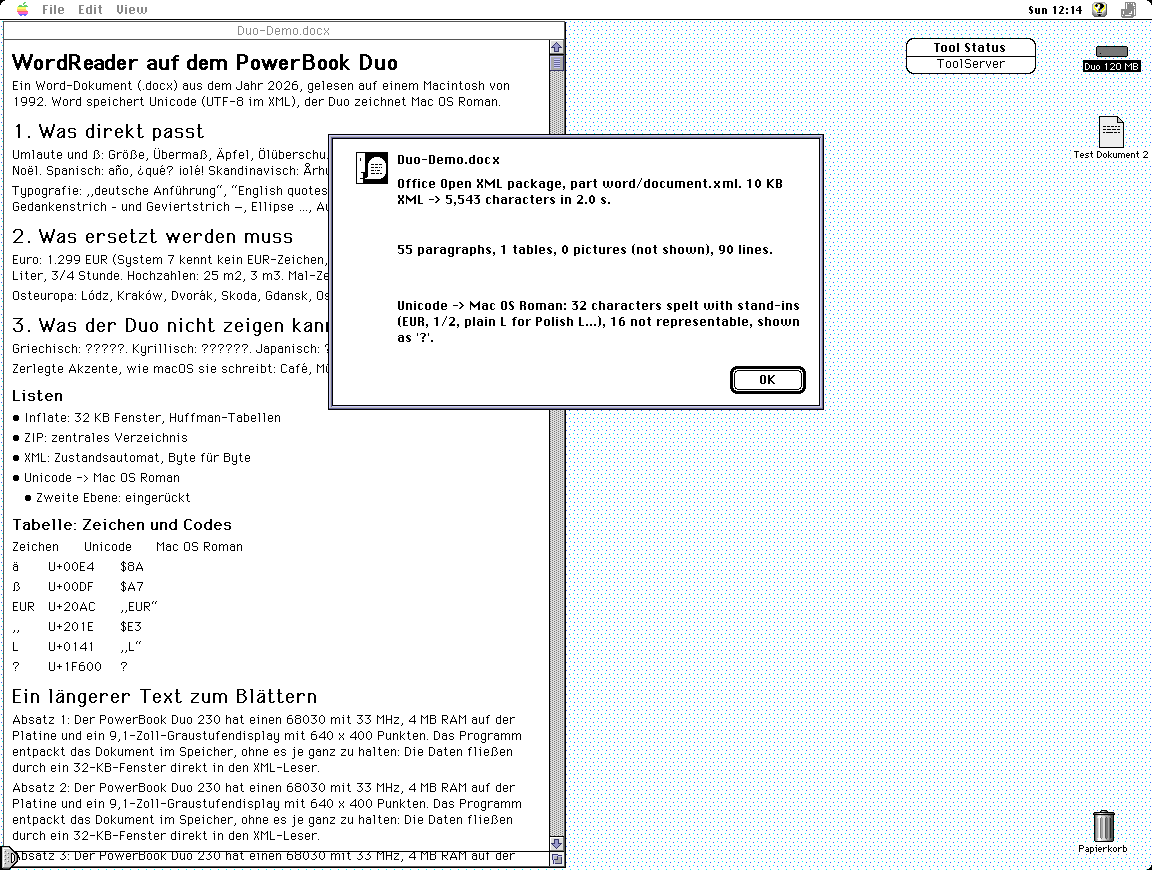 File Edit View
Sun 12:14
Duo-Demo.docx
WordReader auf dem PowerBook Duo
Ein Word-Dokument (.docx) aus dem Jahr 2026, gelesen auf einem Macintosh von
1992. Word speichert Unicode (UTF-8 im XML), der Duo zeichnet Mac OS Roman.
1. Was direkt passt
Umlaute und ß: Größe, Übermaß, Äpfel, Ölüberschu
Noël. Spanisch: año, ¿qué? ¡olé! Skandinavisch: Århu
Typografie: „deutsche Anführung“, “English quotes
Gedankenstrich - und Geviertstrich —, Ellipse …, Au
2. Was ersetzt werden muss
Euro: 1.299 EUR (System 7 kennt kein EUR-Zeichen,
Liter, 3/4 Stunde. Hochzahlen: 25 m2, 3 m3. Mal-Ze
Osteuropa: Lódz, Kraków, Dvorák, Skoda, Gdansk, Os
3. Was der Duo nicht zeigen kann
Griechisch: ?????. Kyrillisch: ??????. Japanisch: ?
Zerlegte Akzente, wie macOS sie schreibt: Café, Mü
Listen
• Inflate: 32 KB Fenster, Huffman-Tabellen
• ZIP: zentrales Verzeichnis
• XML: Zustandsautomat, Byte für Byte
• Unicode -> Mac OS Roman
• Zweite Ebene: eingerückt
Tabelle: Zeichen und Codes
Zeichen Unicode Mac OS Roman
ä U+00E4 $8A
ß U+00DF $A7
EUR U+20AC „EUR“
„ U+201E $E3
L U+0141 „L“
? U+1F600 ?
Ein längerer Text zum Blättern
Absatz 1: Der PowerBook Duo 230 hat einen 68030 mit 33 MHz, 4 MB RAM auf der
Platine und ein 9,1-Zoll-Graustufendisplay mit 640 x 400 Punkten. Das Programm
entpackt das Dokument im Speicher, ohne es je ganz zu halten: Die Daten fließen
durch ein 32-KB-Fenster direkt in den XML-Leser.
Absatz 2: Der PowerBook Duo 230 hat einen 68030 mit 33 MHz, 4 MB RAM auf der
Platine und ein 9,1-Zoll-Graustufendisplay mit 640 x 400 Punkten. Das Programm
entpackt das Dokument im Speicher, ohne es je ganz zu halten: Die Daten fließen
durch ein 32-KB-Fenster direkt in den XML-Leser.
Absatz 3: Der PowerBook Duo 230 hat einen 68030 mit 33 MHz, 4 MB RAM auf der
Duo-Demo.docx
Office Open XML package, part word/document.xml. 10 KB
XML -> 5,543 characters in 2.0 s.
55 paragraphs, 1 tables, 0 pictures (not shown), 90 lines.
Unicode -> Mac OS Roman: 32 characters spelt with stand-ins
(EUR, 1/2, plain L for Polish L...), 16 not representable, shown
as '?'.
OK
Tool Status
ToolServer
Duo 120 MB
Test Dokument 2
Papierkorb